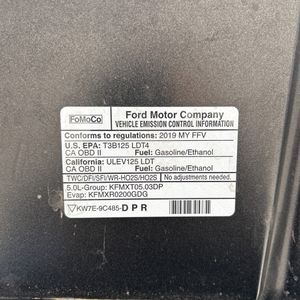 FoMoCo
Ford Motor Company
VEHICLE EMISSION CONTROL INFORMATION
Conforms to regulations: 2019 MY FFV
U.S. EPA: T3B125 LDT4
CA OBD II Fuel: Gasoline/Ethanol
California: ULEV125 LDT
CA OBD II Fuel: Gasoline/Ethanol
TWC/DFI/SFI/WR-HO2S/HO2S No Adjustments
5.0L-Group: KFMXT05.03DP
Evap: KFMXR0200GDG
KW7E-9C485-DPR